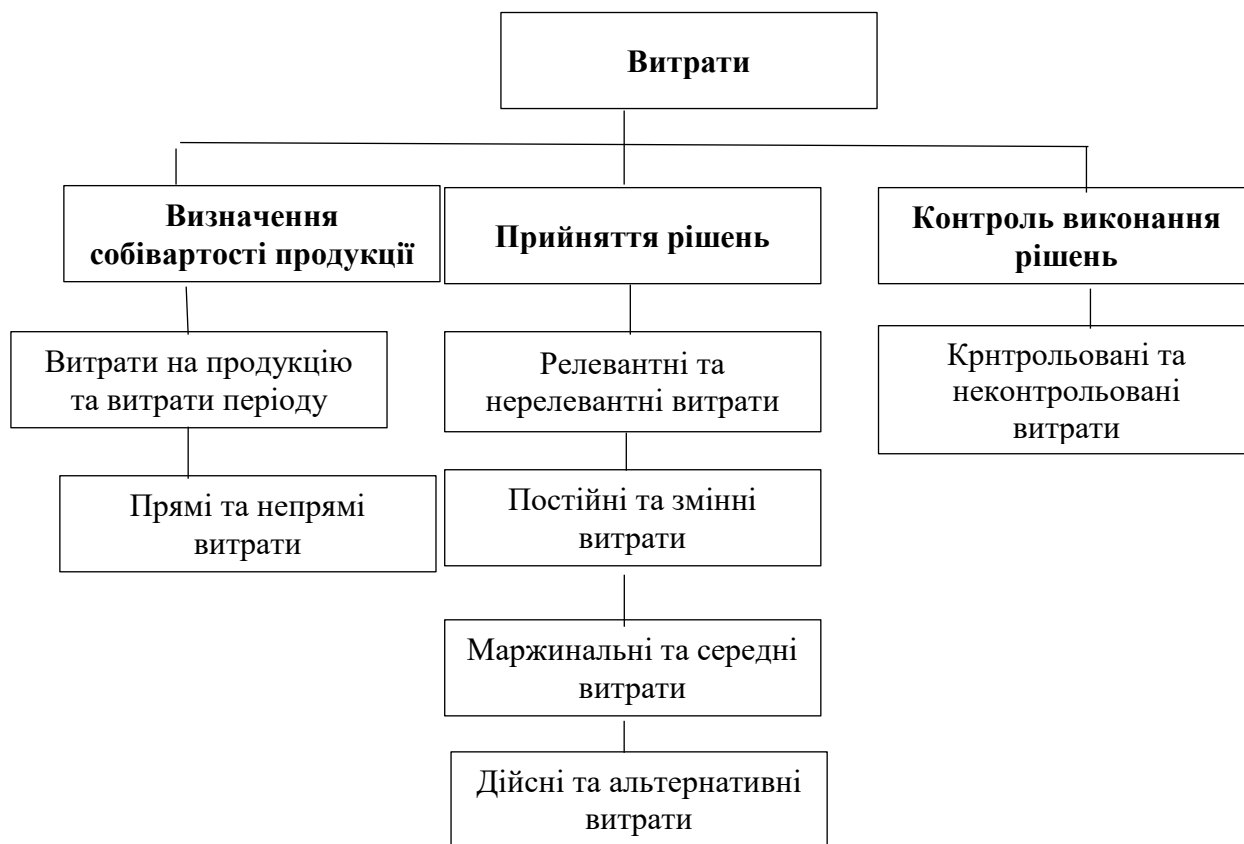 Витрати
Визначення
собівартості продукції
Прийняття рішень
Контроль виконання
рішень
Витрати на продукцію
та витрати періоду
Релевантні та
нерелевантні витрати
Крнтрольовані та
неконтрольовані
витрати
Прямі та непрямі
витрати
Постійні та змінні
витрати
Маржинальні та середні
витрати
Дійсні та альтернативні
витрати